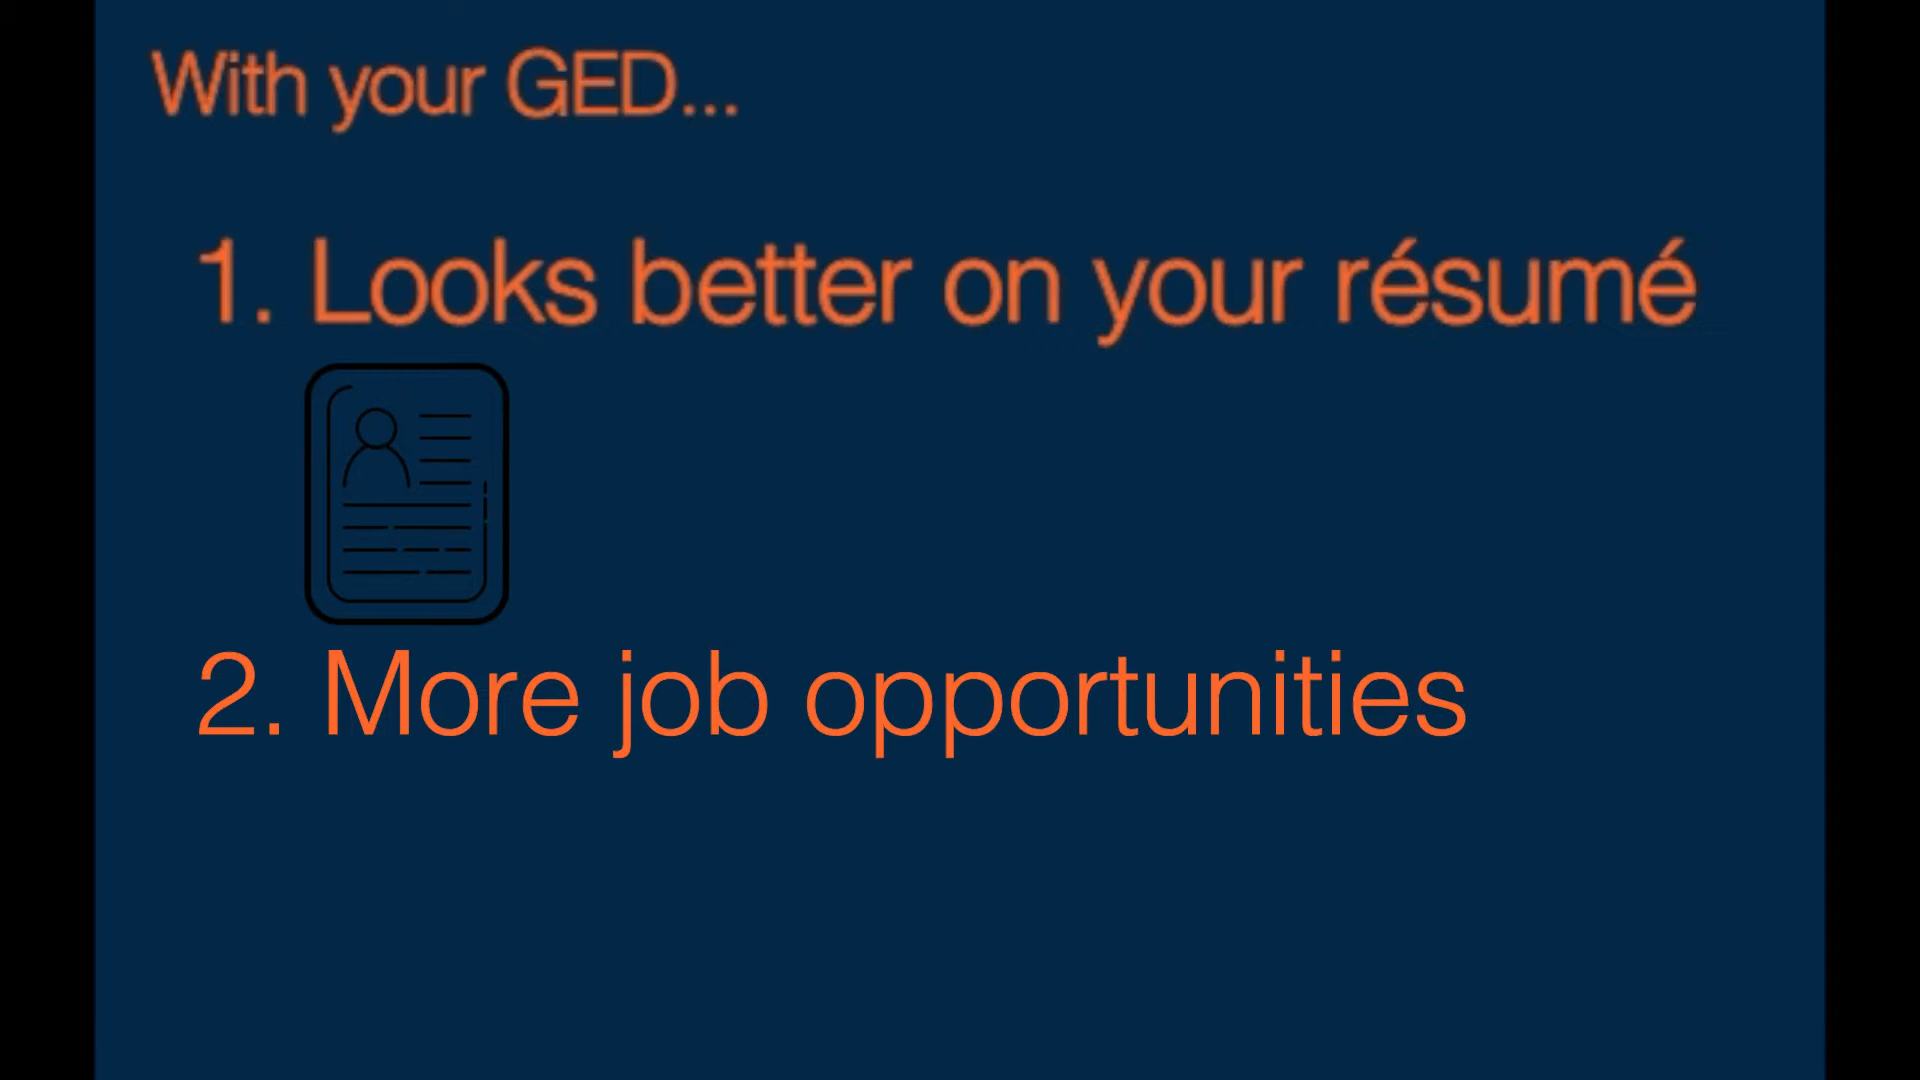 With your GED...
1. Looks better on your résumé
2. More job opportunities